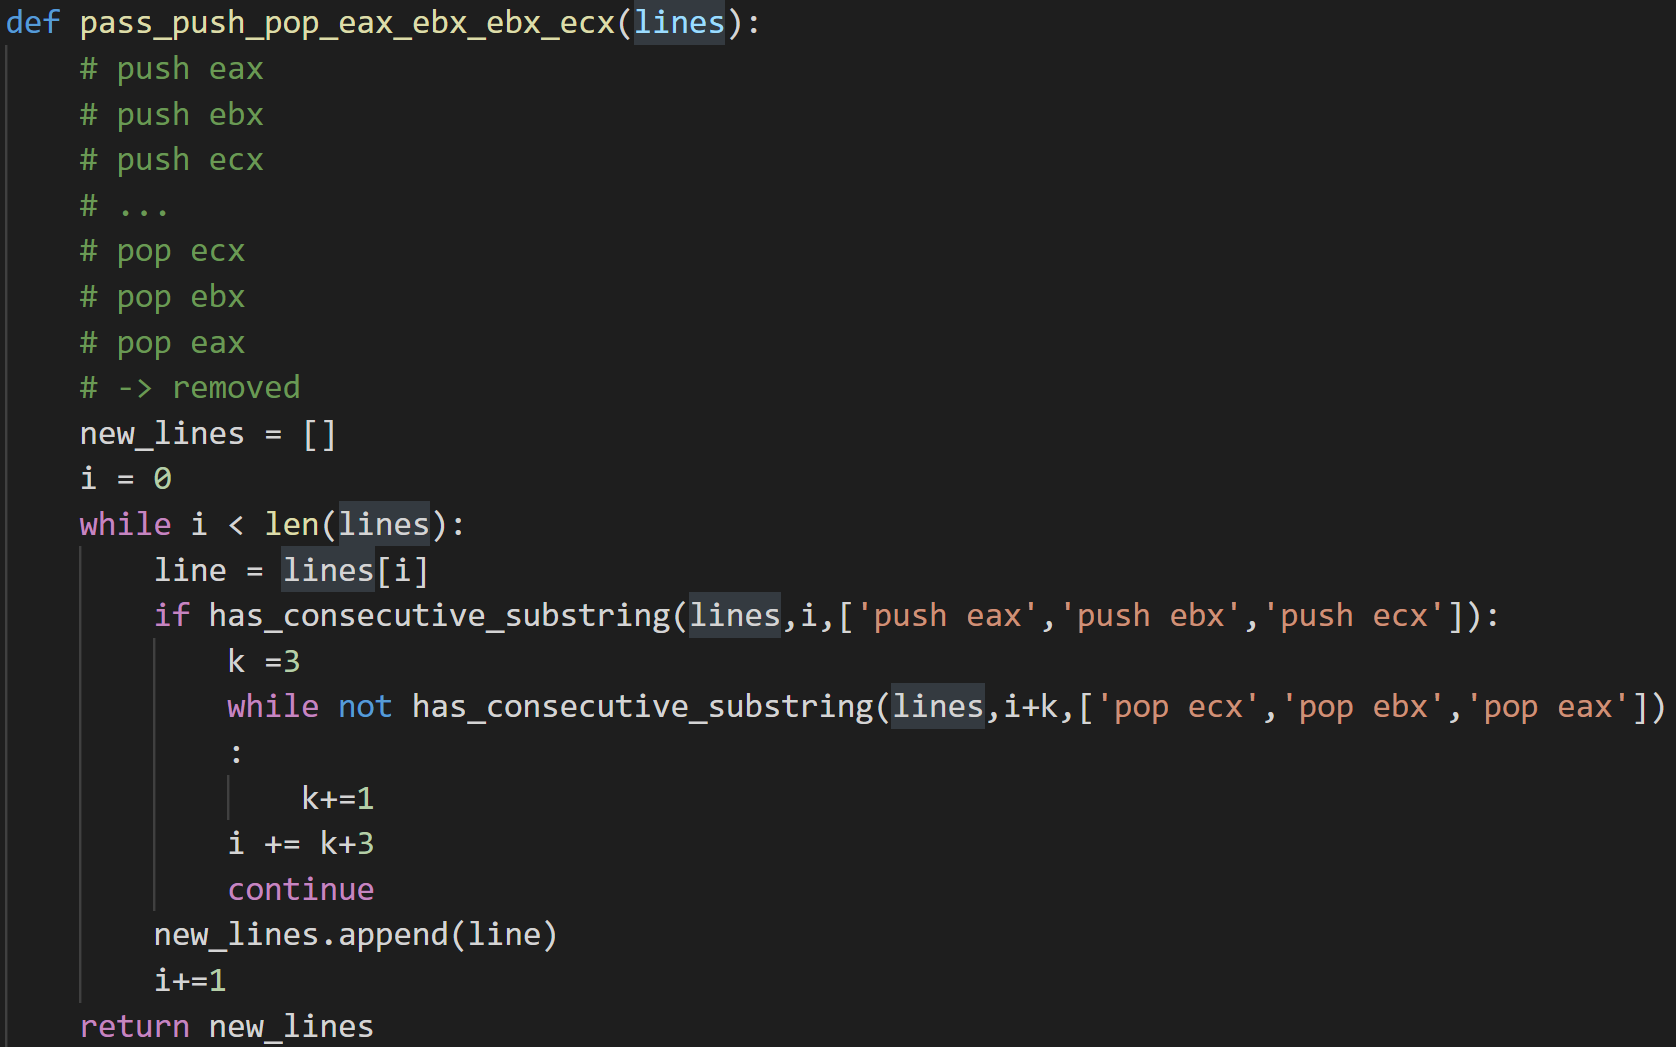 def pass_push_pop_eax_ebx_ebx_ecx(lines):
    # push eax
    # push ebx
    # push ecx
    # ...
    # pop ecx
    # pop ebx
    # pop eax
    # -> removed
    new_lines = []
    i = 0
    while i < len(lines):
        line = lines[i]
        if has_consecutive_substring(lines,i,['push eax','push ebx','push ecx']):
            k =3
            while not has_consecutive_substring(lines,i+k,['pop ecx','pop ebx','pop eax'])
            :
                k+=1
            i += k+3
            continue
        new_lines.append(line)
        i+=1
    return new_lines